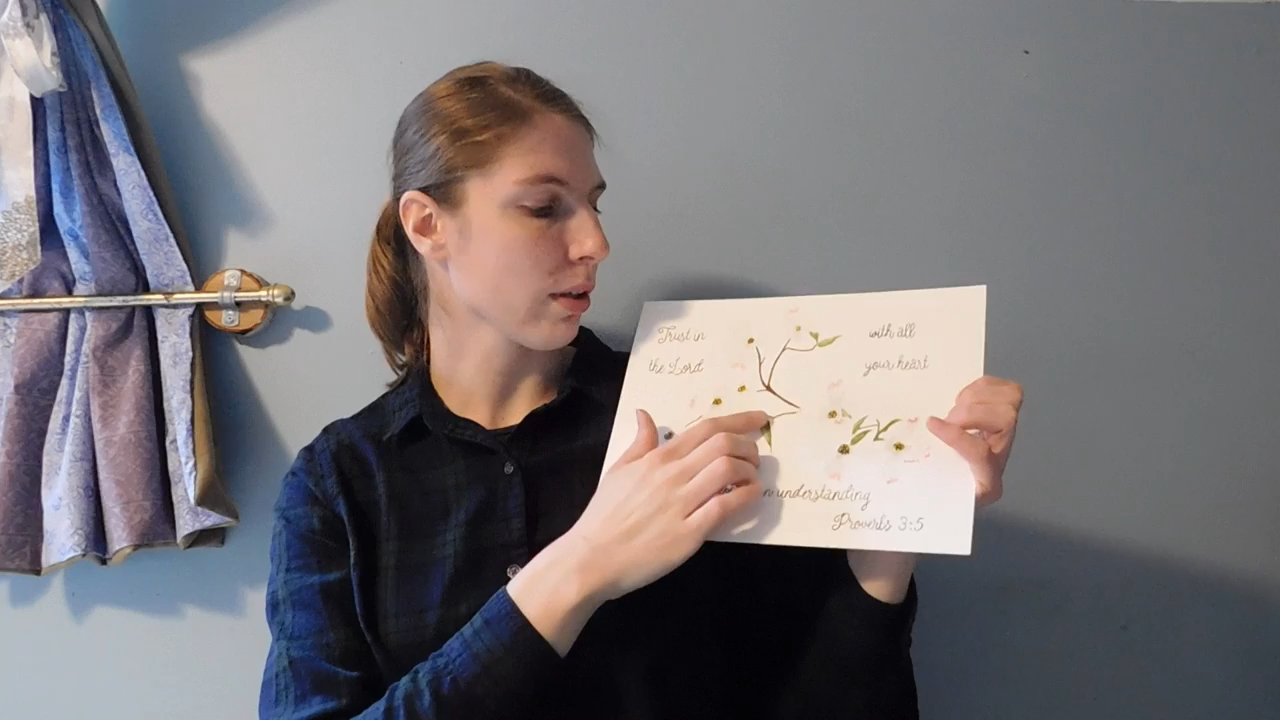 Trust in
the Lord
with all
your heart
understanding
Proverbs 3:5